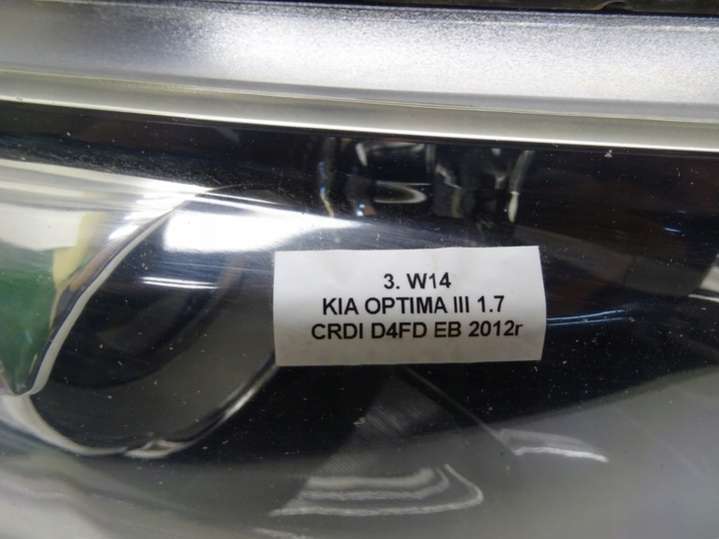 3. W14
KIA OPTIMA III 1.7
CRDI D4FD EB 2012r